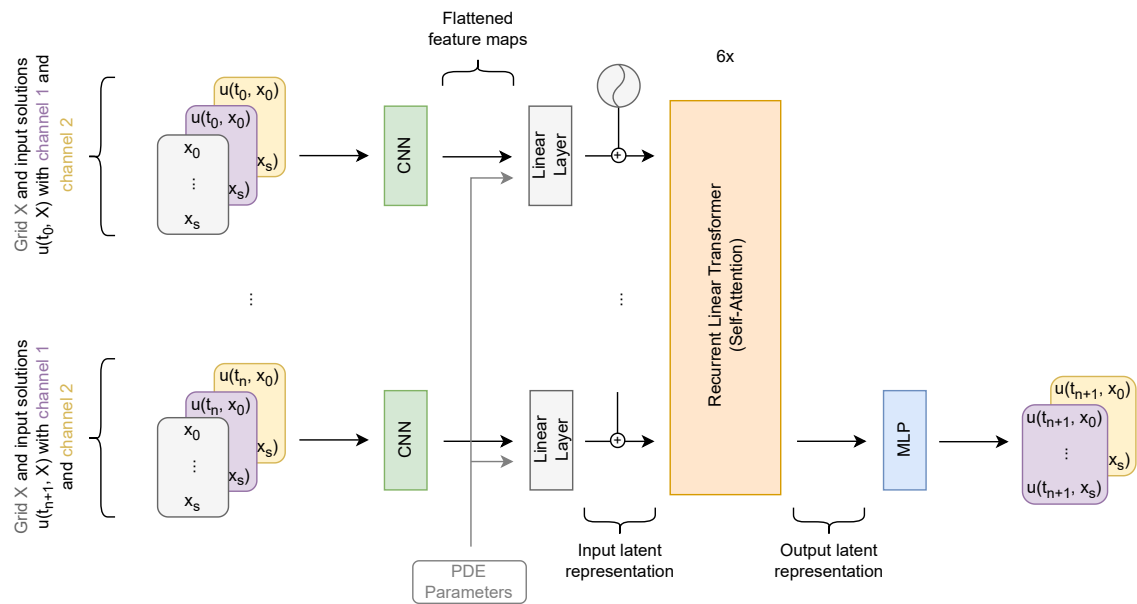 Flattened
feature maps
6x
Grid X and input solutions
u(t0, X) with channel 1 and
channel 2
u(t0, x0)
xs)
u(t0, x0)
xs)
x0
...
xs
CNN
Linear
Layer
+
...
...
Recurrent Linear Transformer
(Self-Attention)
Grid X and input solutions
u(tn+1, X) with channel 1
and channel 2
u(tn, x0)
xs)
u(tn, x0)
xs)
x0
...
xs
CNN
Linear
Layer
+
MLP
u(tn+1, x0)
xs)
u(tn+1, x0)
...
u(tn+1, xs)
Input latent
representation
Output latent
representation
PDE
Parameters